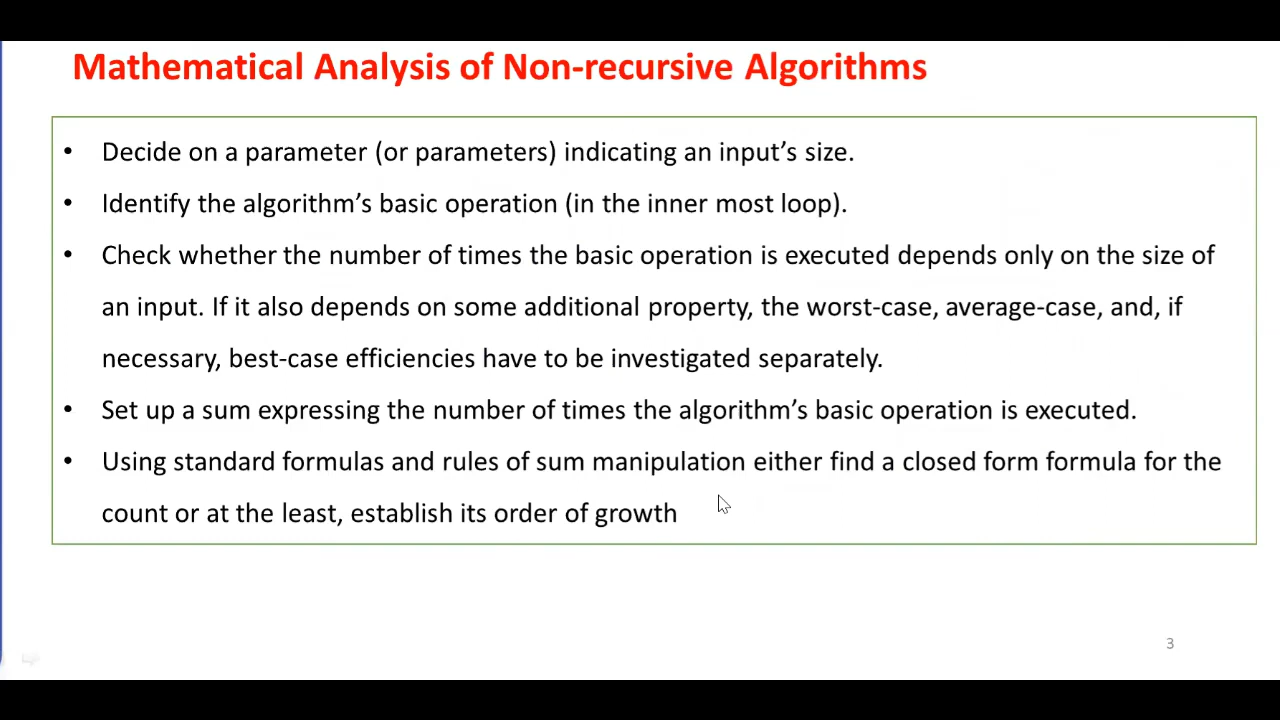 Mathematical Analysis of Non-recursive Algorithms
• Decide on a parameter (or parameters) indicating an input's size.
• Identify the algorithm's basic operation (in the inner most loop).
• Check whether the number of times the basic operation is executed depends only on the size of
an input. If it also depends on some additional property, the worst-case, average-case, and, if
necessary, best-case efficiencies have to be investigated separately.
• Set up a sum expressing the number of times the algorithm's basic operation is executed.
• Using standard formulas and rules of sum manipulation either find a closed form formula for the
count or at the least, establish its order of growth
3